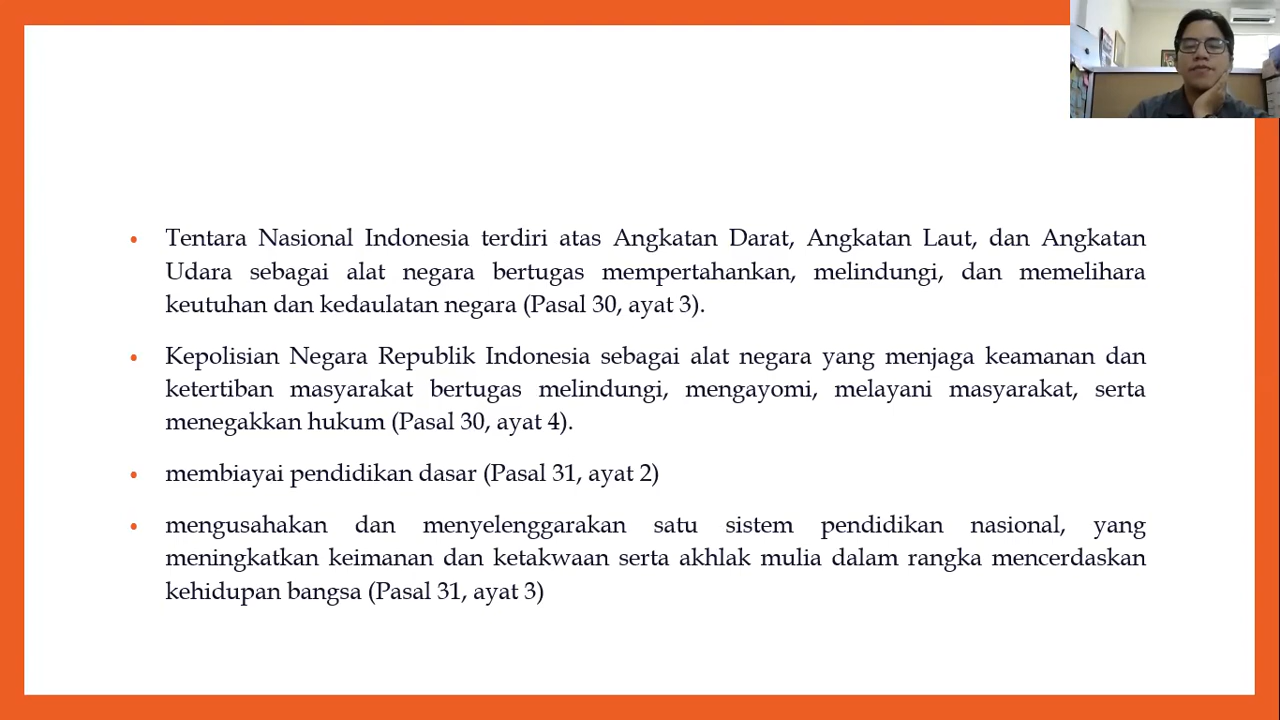 • Tentara Nasional Indonesia terdiri atas Angkatan Darat, Angkatan Laut, dan Angkatan
Udara sebagai alat negara bertugas mempertahankan, melindungi, dan memelihara
keutuhan dan kedaulatan negara (Pasal 30, ayat 3).
• Kepolisian Negara Republik Indonesia sebagai alat negara yang menjaga keamanan dan
ketertiban masyarakat bertugas melindungi, mengayomi, melayani masyarakat, serta
menegakkan hukum (Pasal 30, ayat 4).
• membiayai pendidikan dasar (Pasal 31, ayat 2)
• mengusahakan dan menyelenggarakan satu sistem pendidikan nasional, yang
meningkatkan keimanan dan ketakwaan serta akhlak mulia dalam rangka mencerdaskan
kehidupan bangsa (Pasal 31, ayat 3)